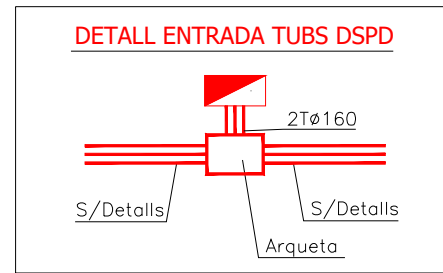 DETALL ENTRADA TUBS DSPD
2Tø160
S/Detalls
S/Detalls
Arqueta